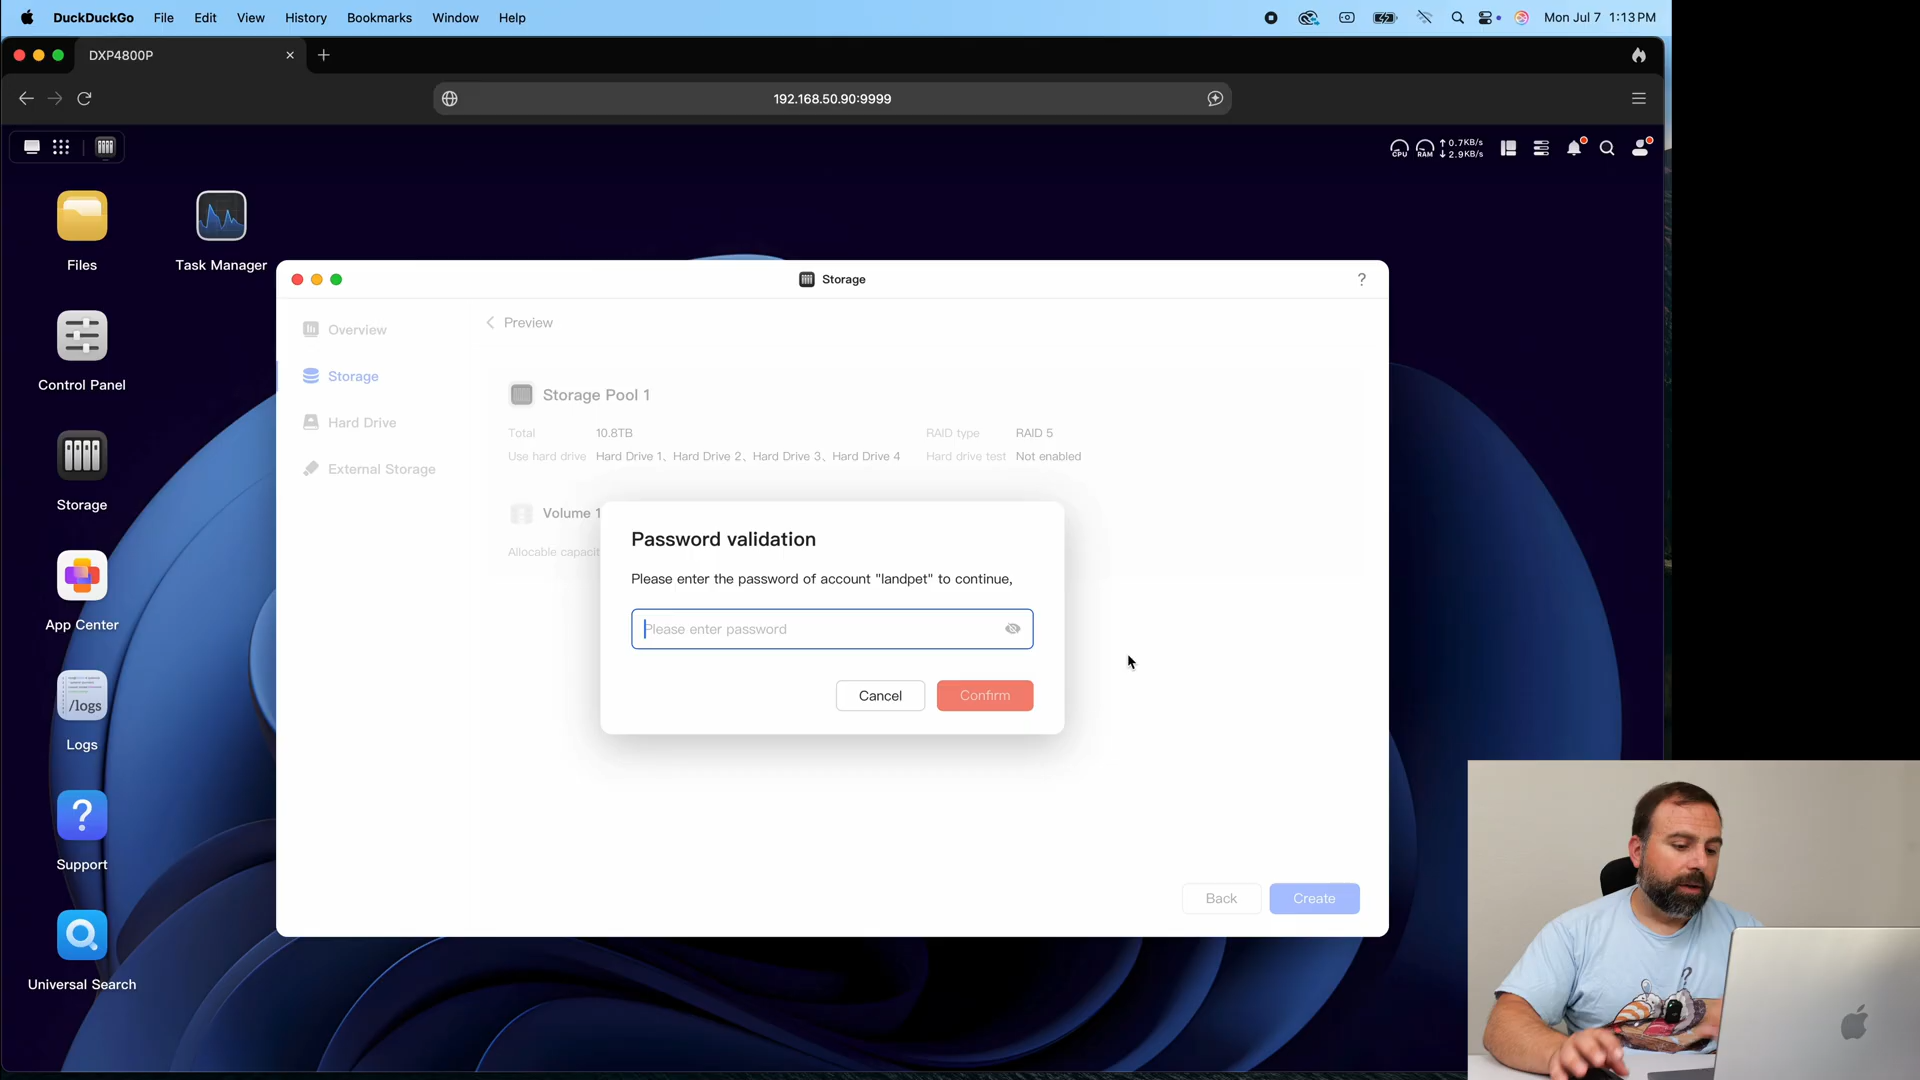 DuckDuckGo File Edit View History Bookmarks Window Help Mon Jul 7 1:13 PM
DXP4800P
192.168.50.90:9999
CPU RAM ↑ 0.7KB/s
↓ 2.9KB/s
Files
Task Manager
Control Panel
Storage
App Center
/logs
Logs
?
Support
Universal Search
Storage ?
Overview
Storage
Hard Drive
External Storage
Preview
Storage Pool 1
Total 10.8TB RAID type RAID 5
Use hard drive Hard Drive 1、Hard Drive 2、Hard Drive 3、Hard Drive 4 Hard drive test Not enabled
Volume 1
Allocable capacit
Password validation
Please enter the password of account "landpet" to continue,
Please enter password
Cancel Confirm
Back Create